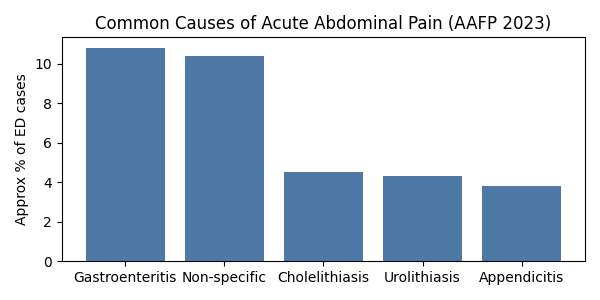 Common Causes of Acute Abdominal Pain (AAFP 2023)
Approx % of ED cases
10
8
6
4
2
0
Gastroenteritis Non-specific Cholelithiasis Urolithiasis Appendicitis